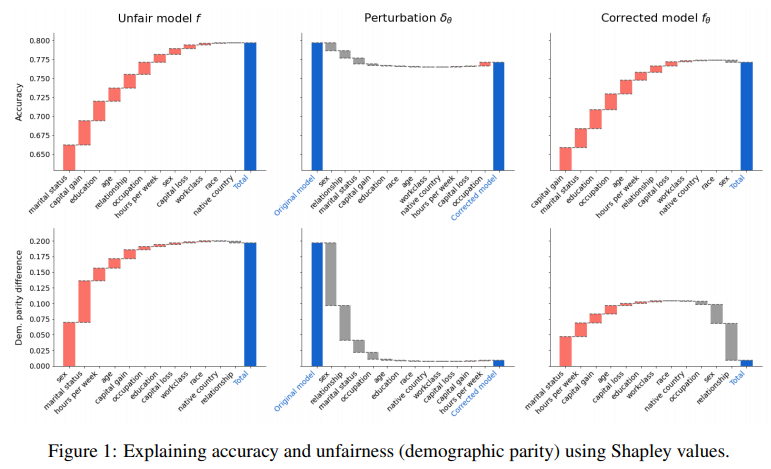 Unfair model f
Perturbation δθ
Corrected model fθ
Accuracy
0.800
0.775
0.750
0.725
0.700
0.675
0.650
marital status
capital gain
education
age
relationship
occupation
hours per week
sex
capital loss
workclass
race
native country
Total
Original model
sex
relationship
marital status
capital gain
education
race
age
workclass
native country
hours per week
capital loss
occupation
Corrected model
capital gain
marital status
education
occupation
age
hours per week
relationship
capital loss
workclass
native country
race
sex
Total
Dem. parity difference
0.200
0.175
0.150
0.125
0.100
0.075
0.050
0.025
0.000
sex
marital status
hours per week
age
capital gain
occupation
education
capital loss
workclass
race
native country
relationship
Total
Original model
sex
relationship
marital status
occupation
age
education
race
native country
workclass
capital loss
capital gain
hours per week
Corrected model
marital status
hours per week
capital gain
age
capital loss
education
workclass
race
native country
occupation
sex
relationship
Total
Figure 1: Explaining accuracy and unfairness (demographic parity) using Shapley values.